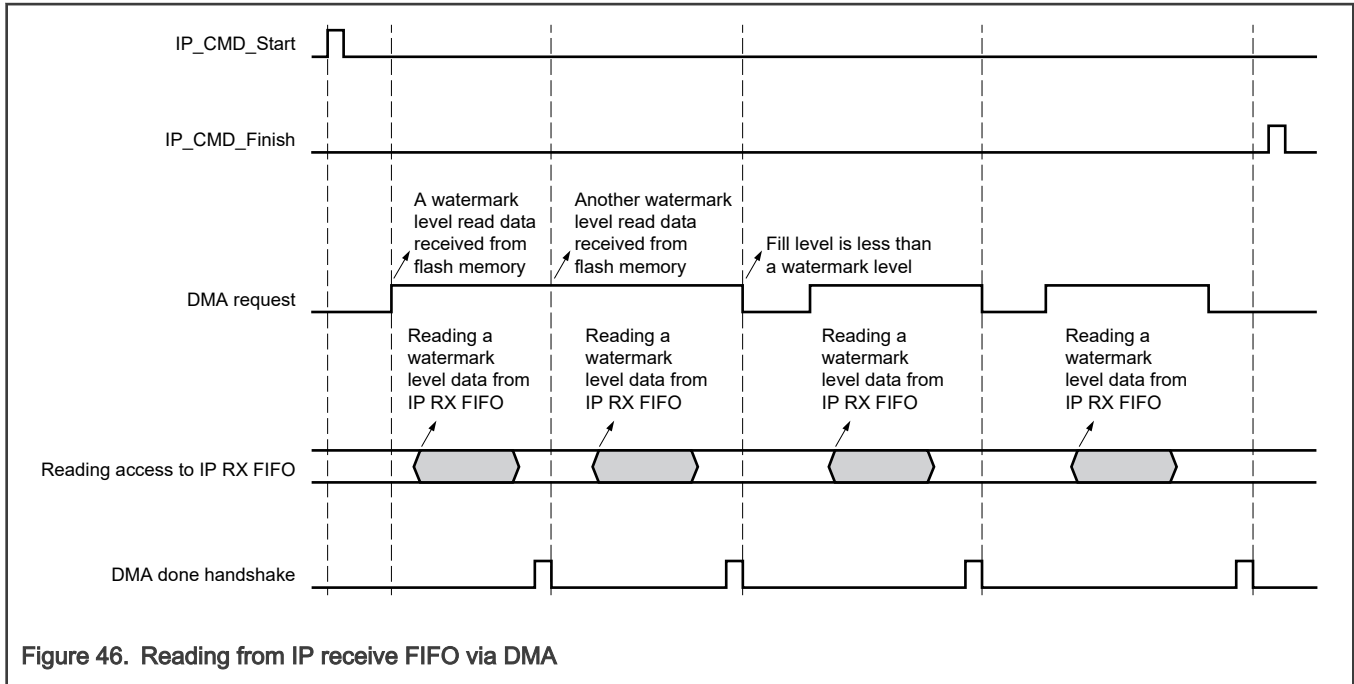 IP_CMD_Start
IP_CMD_Finish
A watermark
level read data
received from
flash memory
Another watermark
level read data
received from
flash memory
Fill level is less than
a watermark level
DMA request
Reading a
watermark
level data from
IP RX FIFO
Reading a
watermark
level data from
IP RX FIFO
Reading a
watermark
level data from
IP RX FIFO
Reading a
watermark
level data from
IP RX FIFO
Reading access to IP RX FIFO
DMA done handshake
Figure 46. Reading from IP receive FIFO via DMA